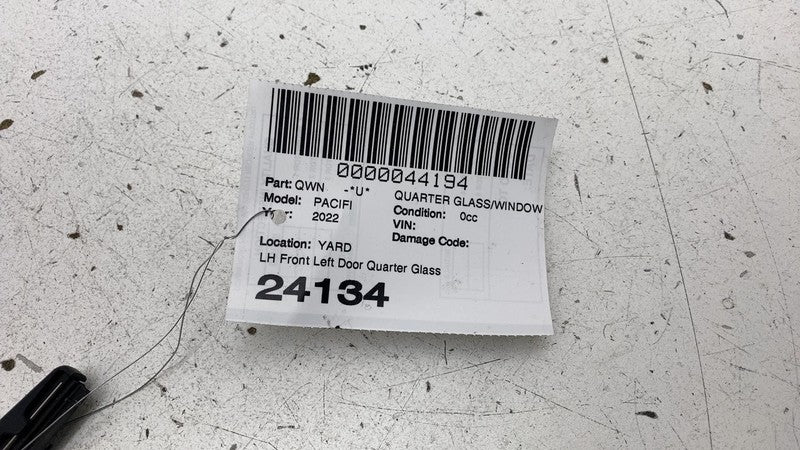 0000044194
Part: QWN -*U* QUARTER GLASS/WINDOW
Model: PACIFI Condition: 0cc
Year: 2022 VIN:
Damage Code:
Location: YARD
LH Front Left Door Quarter Glass
24134